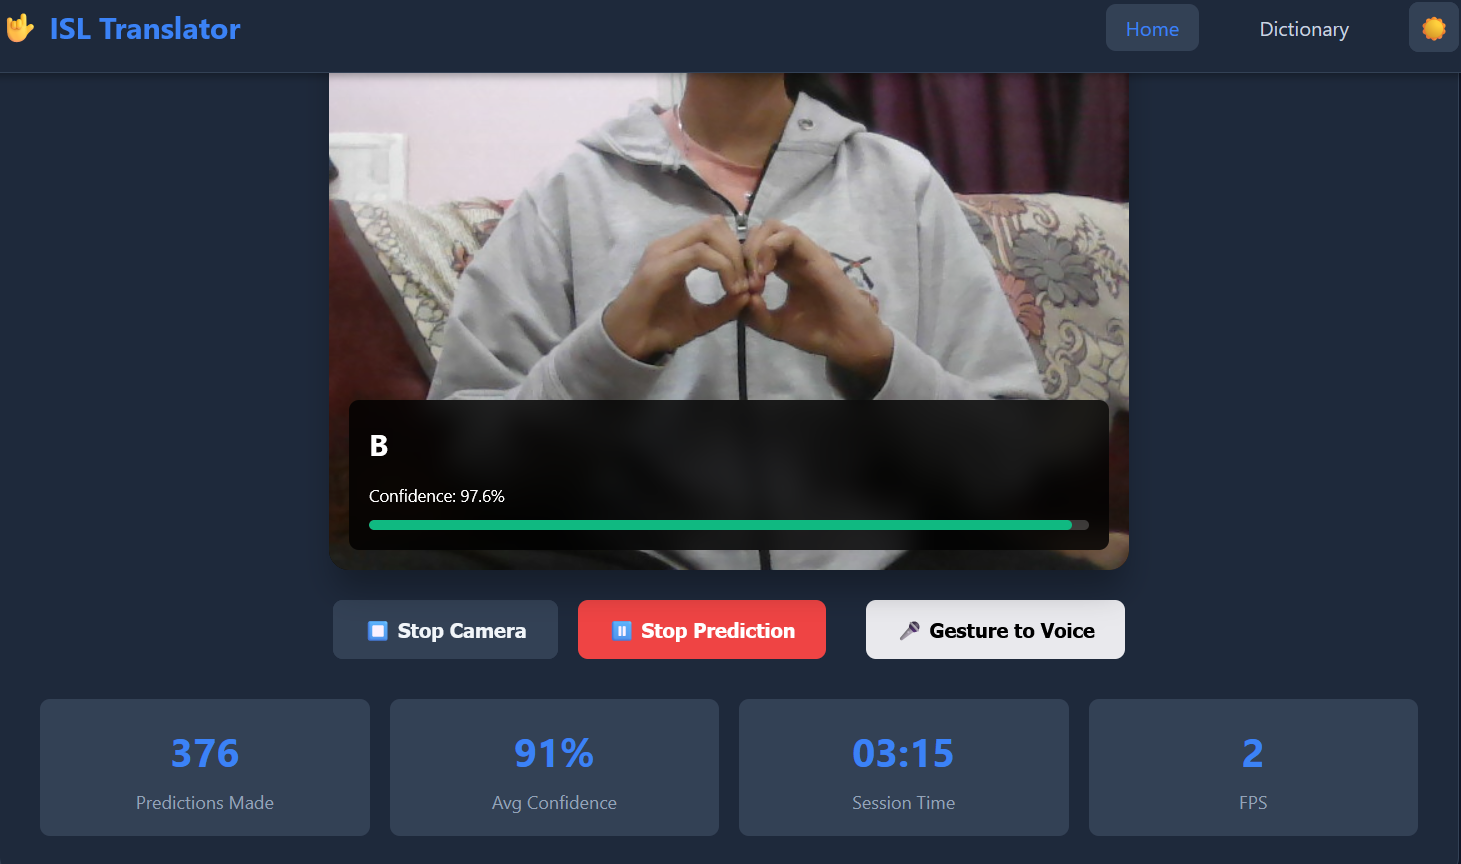 ISL Translator
Home
Dictionary
B
Confidence: 97.6%
Stop Camera
Stop Prediction
Gesture to Voice
376
Predictions Made
91%
Avg Confidence
03:15
Session Time
2
FPS